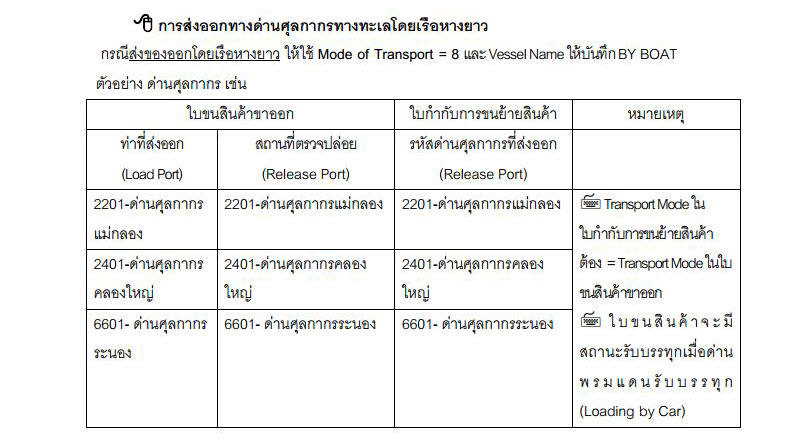 การส่งออกทางด่านศุลกากรทางทะเลโดยเรือหางยาว
กรณีส่งของออกโดยเรือหางยาว ให้ใช้ Mode of Transport = 8 และ Vessel Name ให้บันทึก BY BOAT
ตัวอย่าง ด่านศุลกากร เช่น
ใบขนสินค้าขาออก
ใบกำกับการขนย้ายสินค้า
หมายเหตุ
ท่าที่ส่งออก
(Load Port)
สถานที่ตรวจปล่อย
(Release Port)
รหัสด่านศุลกากรที่ส่งออก
(Release Port)
2201-ด่านศุลกากร
แม่กลอง
2201-ด่านศุลกากรแม่กลอง
2201-ด่านศุลกากรแม่กลอง
2401-ด่านศุลกากร
คลองใหญ่
2401-ด่านศุลกากรคลอง
ใหญ่
2401-ด่านศุลกากรคลอง
ใหญ่
6601-ด่านศุลกากร
ระนอง
6601- ด่านศุลกากรระนอง
6601- ด่านศุลกากรระนอง
Transport Mode ใน
ใบกำกับการขนย้ายสินค้า
ต้อง = Transport Mode ในใบ
ขนสินค้าขาออก
ใบขนสินค้าจะมี
สถานะรับบรรทุกเมื่อด่าน
พรมแดนรับบรรทุก
(Loading by Car)